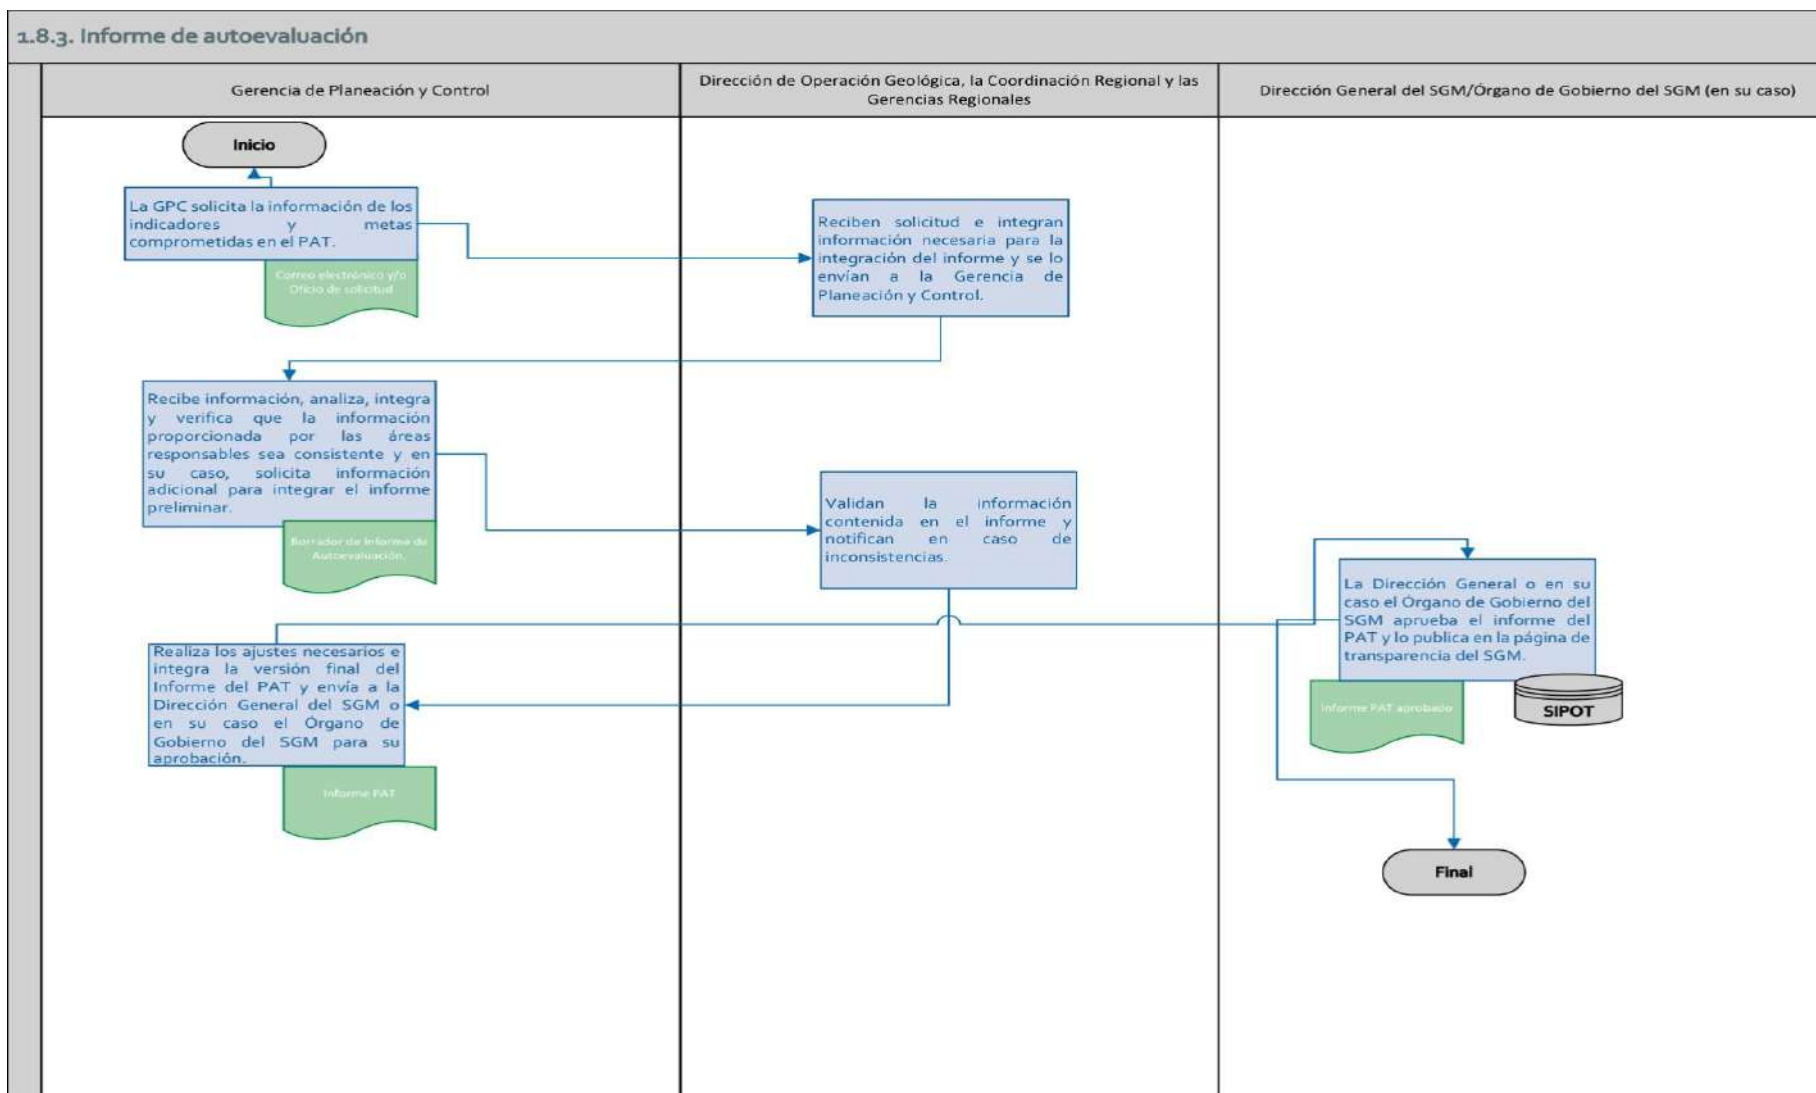 1.8.3. Informe de autoevaluación
Gerencia de Planeación y Control
Dirección de Operación Geológica, la Coordinación Regional y las
Gerencias Regionales
Dirección General del SGM/Órgano de Gobierno del SGM (en su caso)
Inicio
La GPC solicita la información de los
indicadores y metas
comprometidas en el PAT.
Correo electrónico y/o
Oficio de solicitud
Reciben solicitud e integran
información necesaria para la
integración del informe y se lo
envían a la Gerencia de
Planeación y Control.
Recibe información, analiza, integra
y verifica que la información
proporcionada por las áreas
responsables sea consistente y en
su caso, solicita información
adicional para integrar el informe
preliminar.
Borrador de Informe de
Autoevaluación.
Validan la información
contenida en el informe y
notifican en caso de
inconsistencias.
Realiza los ajustes necesarios e
integra la versión final del
Informe del PAT y envía a la
Dirección General del SGM o
en su caso el Órgano de
Gobierno del SGM para su
aprobación.
Informe PAT
La Dirección General o en su
caso el Órgano de Gobierno del
SGM aprueba el informe del
PAT y lo publica en la página de
transparencia del SGM.
Informe PAT aprobado
SIPOT
Final